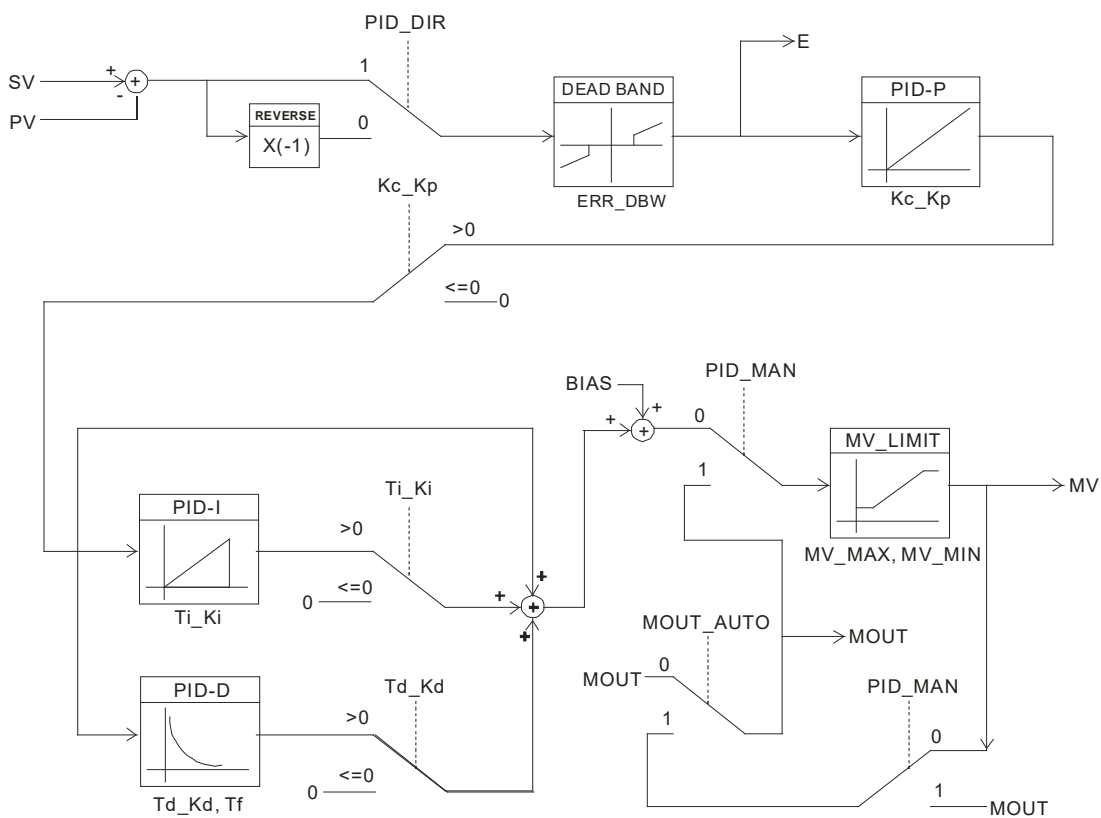 PID_DIR
E
SV
+
+
-
PV
1
0
REVERSE
X(-1)
DEAD BAND
ERR_DBW
PID-P
Kc_Kp
Kc_Kp
>0
<=0
0
BIAS
+
+
+
PID_MAN
0
1
MV_LIMIT
MV
MV_MAX, MV_MIN
PID-I
Ti_Ki
Ti_Ki
>0
<=0
0
+
+
+
+
MOUT_AUTO
MOUT
MOUT
0
1
PID-D
Td_Kd, Tf
Td_Kd
>0
<=0
0
PID_MAN
0
1
MOUT